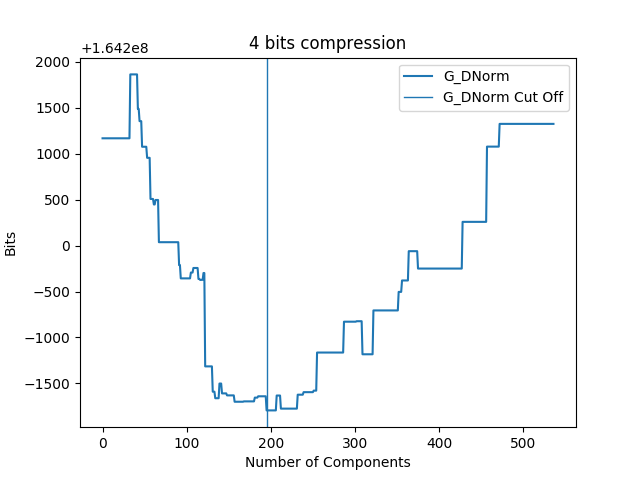 4 bits compression
+1.642e8
2000
1500
1000
500
0
−500
−1000
−1500
Bits
G_DNorm
G_DNorm Cut Off
0 100 200 300 400 500
Number of Components